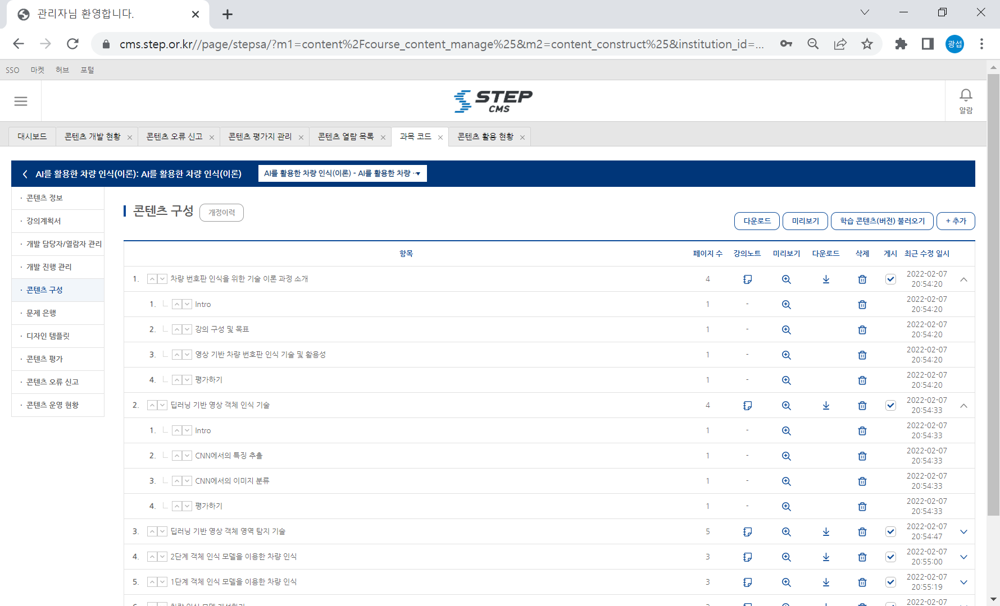 관리자님 환영합니다.
cms.step.or.kr//page/stepsa/?m1=content%2Fcourse_content_manage%25&m2=content_construct%25&institution_id=...
광섭
SSO 마켓 허브 포털
STEP
CMS
알람
대시보드 콘텐츠 개발 현황 콘텐츠 오류 신고 콘텐츠 평가지 관리 콘텐츠 열람 목록 과목 코드 콘텐츠 활용 현황
AI를 활용한 차량 인식(이론): AI를 활용한 차량 인식(이론)
AI를 활용한 차량 인식(이론) - AI를 활용한 차량 ··
· 콘텐츠 정보
· 강의계획서
· 개발 담당자/열람자 관리
· 개발 진행 관리
· 콘텐츠 구성
· 문제 은행
· 디자인 템플릿
· 콘텐츠 평가
· 콘텐츠 오류 신고
· 콘텐츠 운영 현황
콘텐츠 구성 개정이력
다운로드 미리보기 학습 콘텐츠(버전) 불러오기 + 추가
항목 페이지 수 강의노트 미리보기 다운로드 삭제 게시 최근 수정 일시
1. 차량 번호판 인식을 위한 기술 이론 과정 소개 4 2022-02-07
20:54:20
1. Intro 1 - 2022-02-07
20:54:20
2. 강의 구성 및 목표 1 - 2022-02-07
20:54:20
3. 영상 기반 차량 번호판 인식 기술 및 활용성 1 - 2022-02-07
20:54:20
4. 평가하기 1 - 2022-02-07
20:54:20
2. 딥러닝 기반 영상 객체 인식 기술 4 2022-02-07
20:54:33
1. Intro 1 - 2022-02-07
20:54:33
2. CNN에서의 특징 추출 1 - 2022-02-07
20:54:33
3. CNN에서의 이미지 분류 1 - 2022-02-07
20:54:33
4. 평가하기 1 - 2022-02-07
20:54:33
3. 딥러닝 기반 영상 객체 영역 탐지 기술 5 2022-02-07
20:54:47
4. 2단계 객체 인식 모델을 이용한 차량 인식 3 2022-02-07
20:55:00
5. 1단계 객체 인식 모델을 이용한 차량 인식 3 2022-02-07
20:55:19
2022-02-07